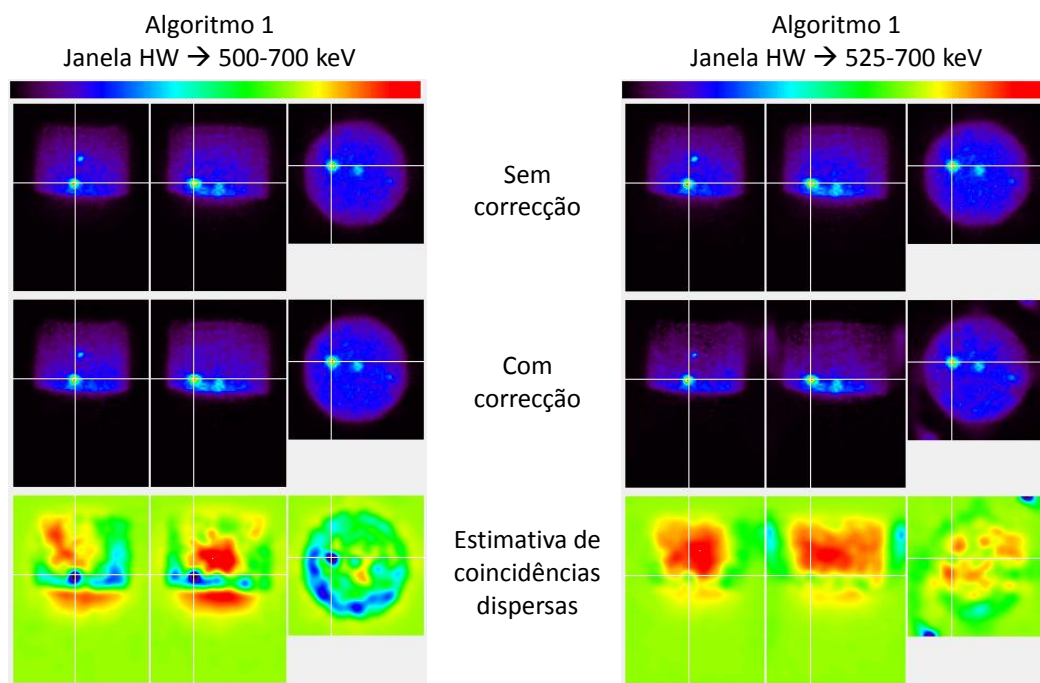 Algoritmo 1
Janela HW → 500-700 keV
Algoritmo 1
Janela HW → 525-700 keV
Sem
correcção
Com
correcção
Estimativa de
coincidências
dispersas